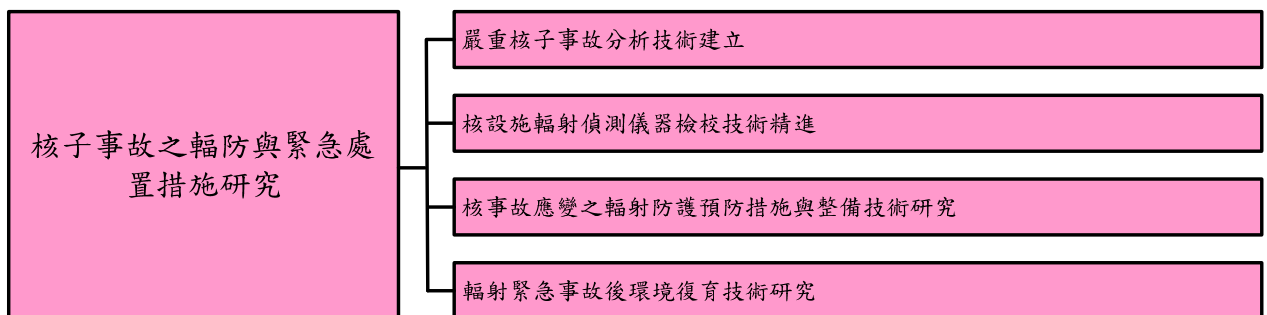 核子事故之輻防與緊急處
置措施研究
嚴重核子事故分析技術建立
核設施輻射偵測儀器檢校技術精進
核事故應變之輻射防護預防措施與整備技術研究
輻射緊急事故後環境復育技術研究